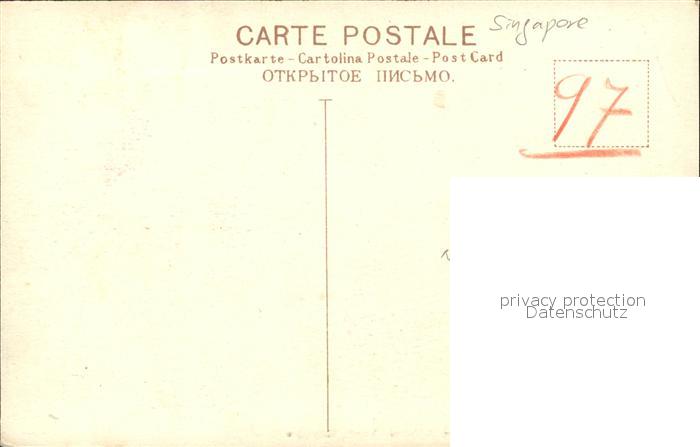 CARTE POSTALE
Singapore
Postkarte - Cartolina Postale - Post Card
ОТКРЫТОЕ ПИСЬМО.
97
privacy protection
Datenschutz